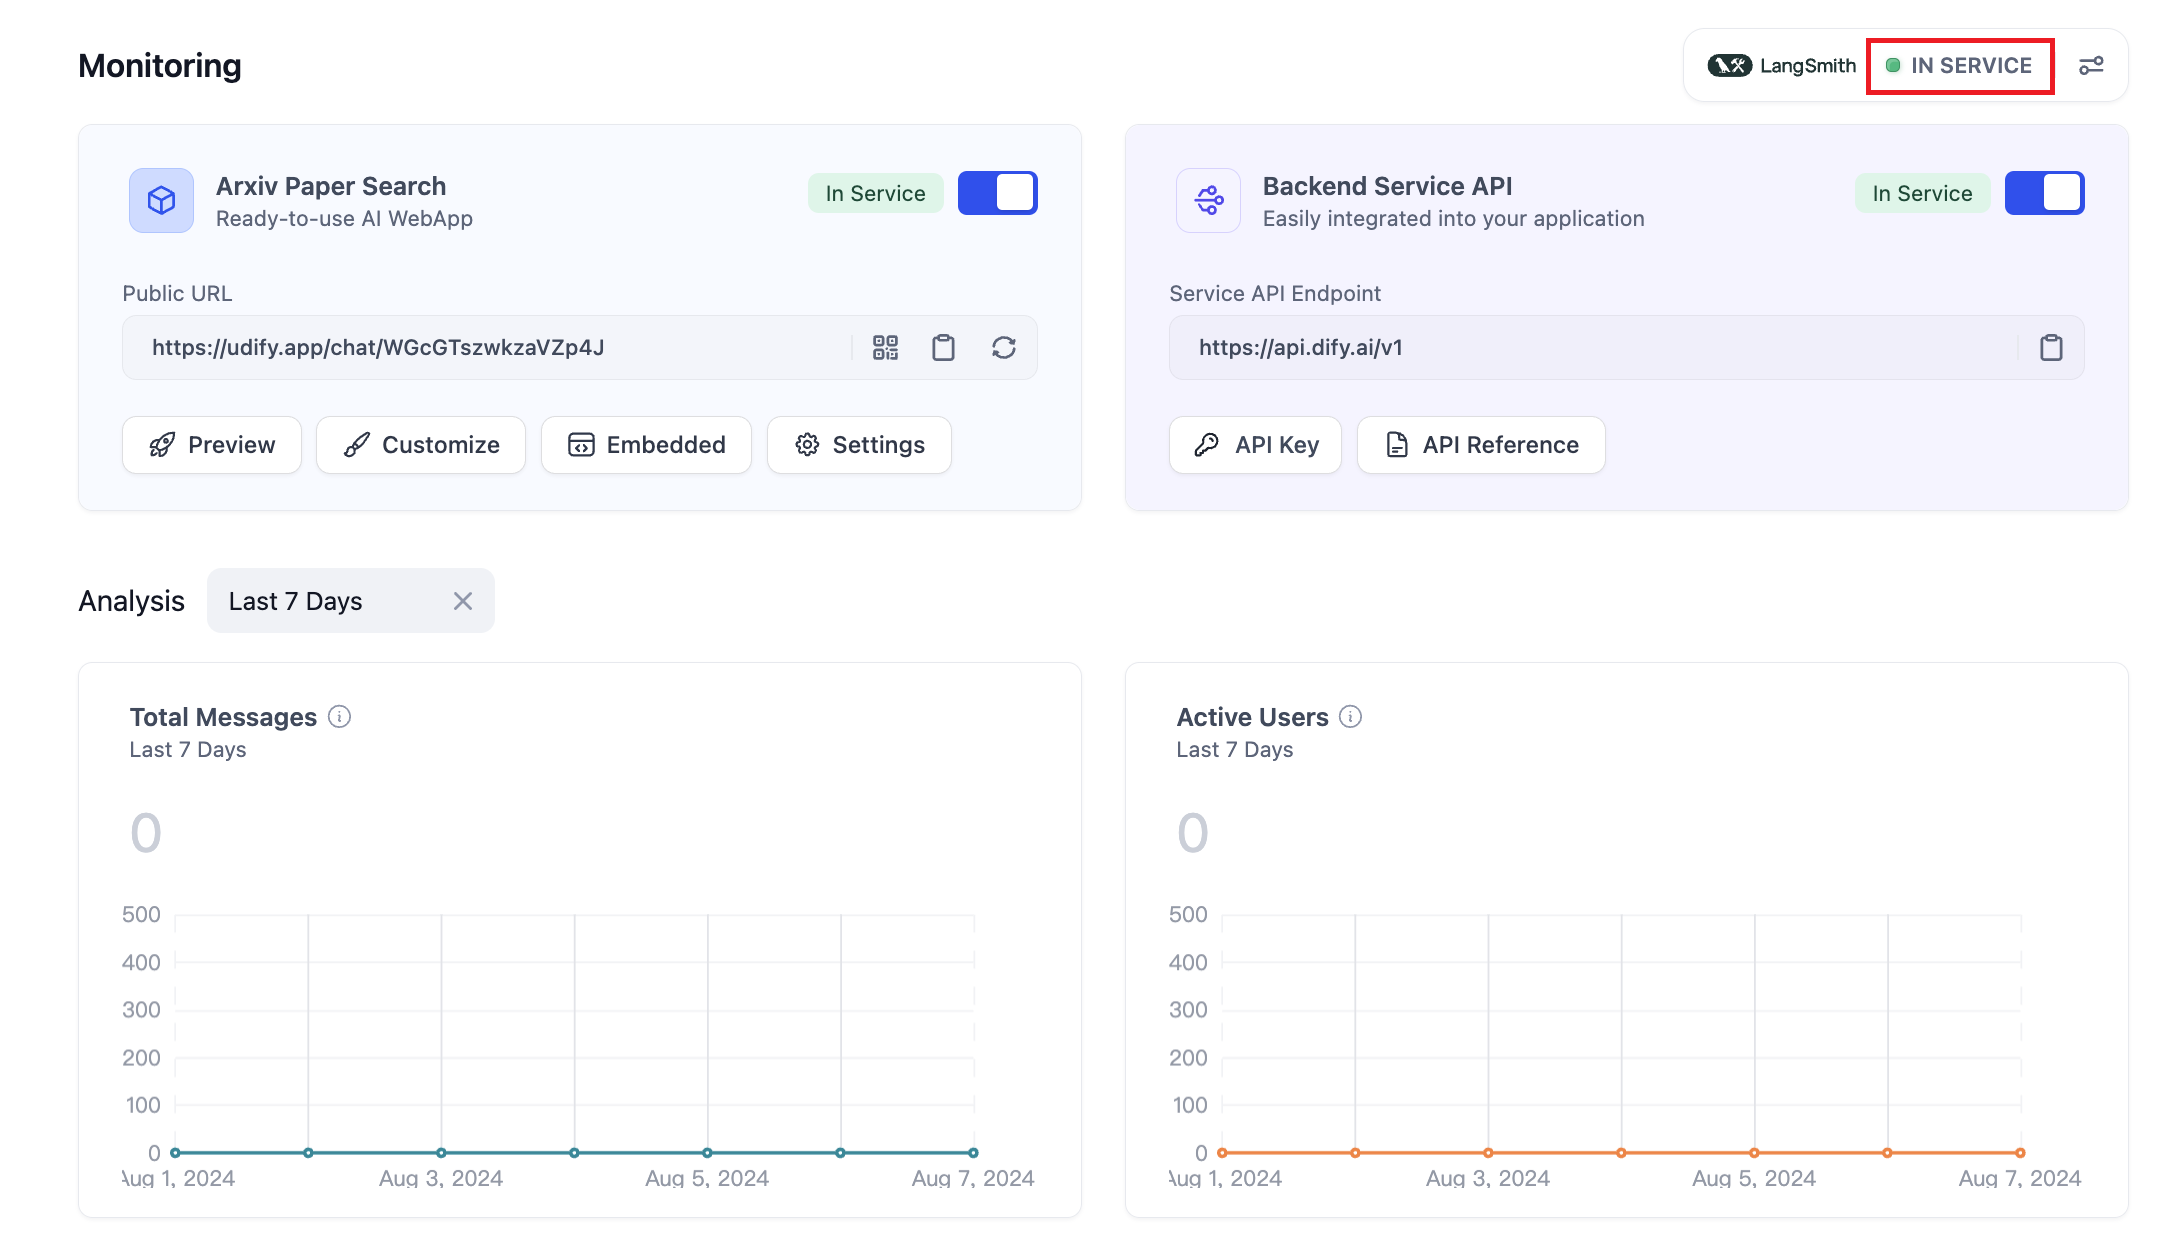 Monitoring
LangSmith
IN SERVICE
Arxiv Paper Search
Ready-to-use AI WebApp
In Service
Public URL
https://udify.app/chat/WGcGTszwkzaVZp4J
Preview
Customize
Embedded
Settings
Backend Service API
Easily integrated into your application
In Service
Service API Endpoint
https://api.dify.ai/v1
API Key
API Reference
Analysis
Last 7 Days
Total Messages
Last 7 Days
0
500
400
300
200
100
0
Aug 1, 2024
Aug 3, 2024
Aug 5, 2024
Aug 7, 2024
Active Users
Last 7 Days
0
500
400
300
200
100
0
Aug 1, 2024
Aug 3, 2024
Aug 5, 2024
Aug 7, 2024